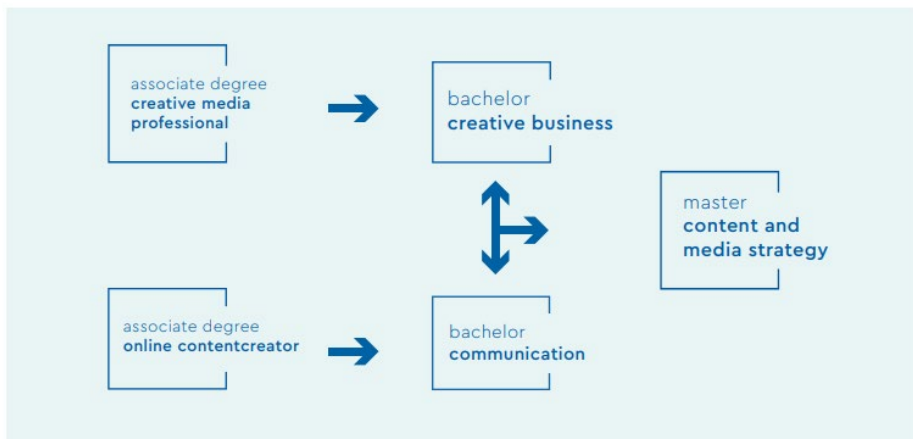 associate degree
creative media
professional
bachelor
creative business
master
content and
media strategy
associate degree
online contentcreator
bachelor
communication